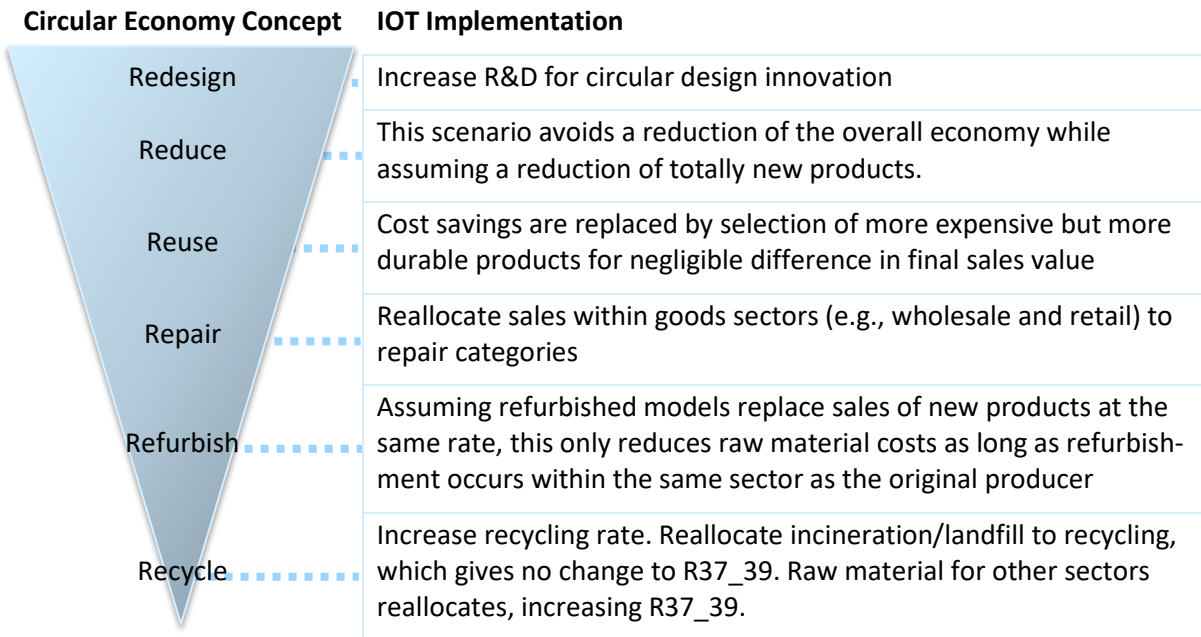 Circular Economy Concept IOT Implementation
Redesign Increase R&D for circular design innovation
Reduce This scenario avoids a reduction of the overall economy while
assuming a reduction of totally new products.
Reuse Cost savings are replaced by selection of more expensive but more
durable products for negligible difference in final sales value
Repair Reallocate sales within goods sectors (e.g., wholesale and retail) to
repair categories
Refurbish Assuming refurbished models replace sales of new products at the
same rate, this only reduces raw material costs as long as refurbish-
ment occurs within the same sector as the original producer
Recycle Increase recycling rate. Reallocate incineration/landfill to recycling,
which gives no change to R37_39. Raw material for other sectors
reallocates, increasing R37_39.